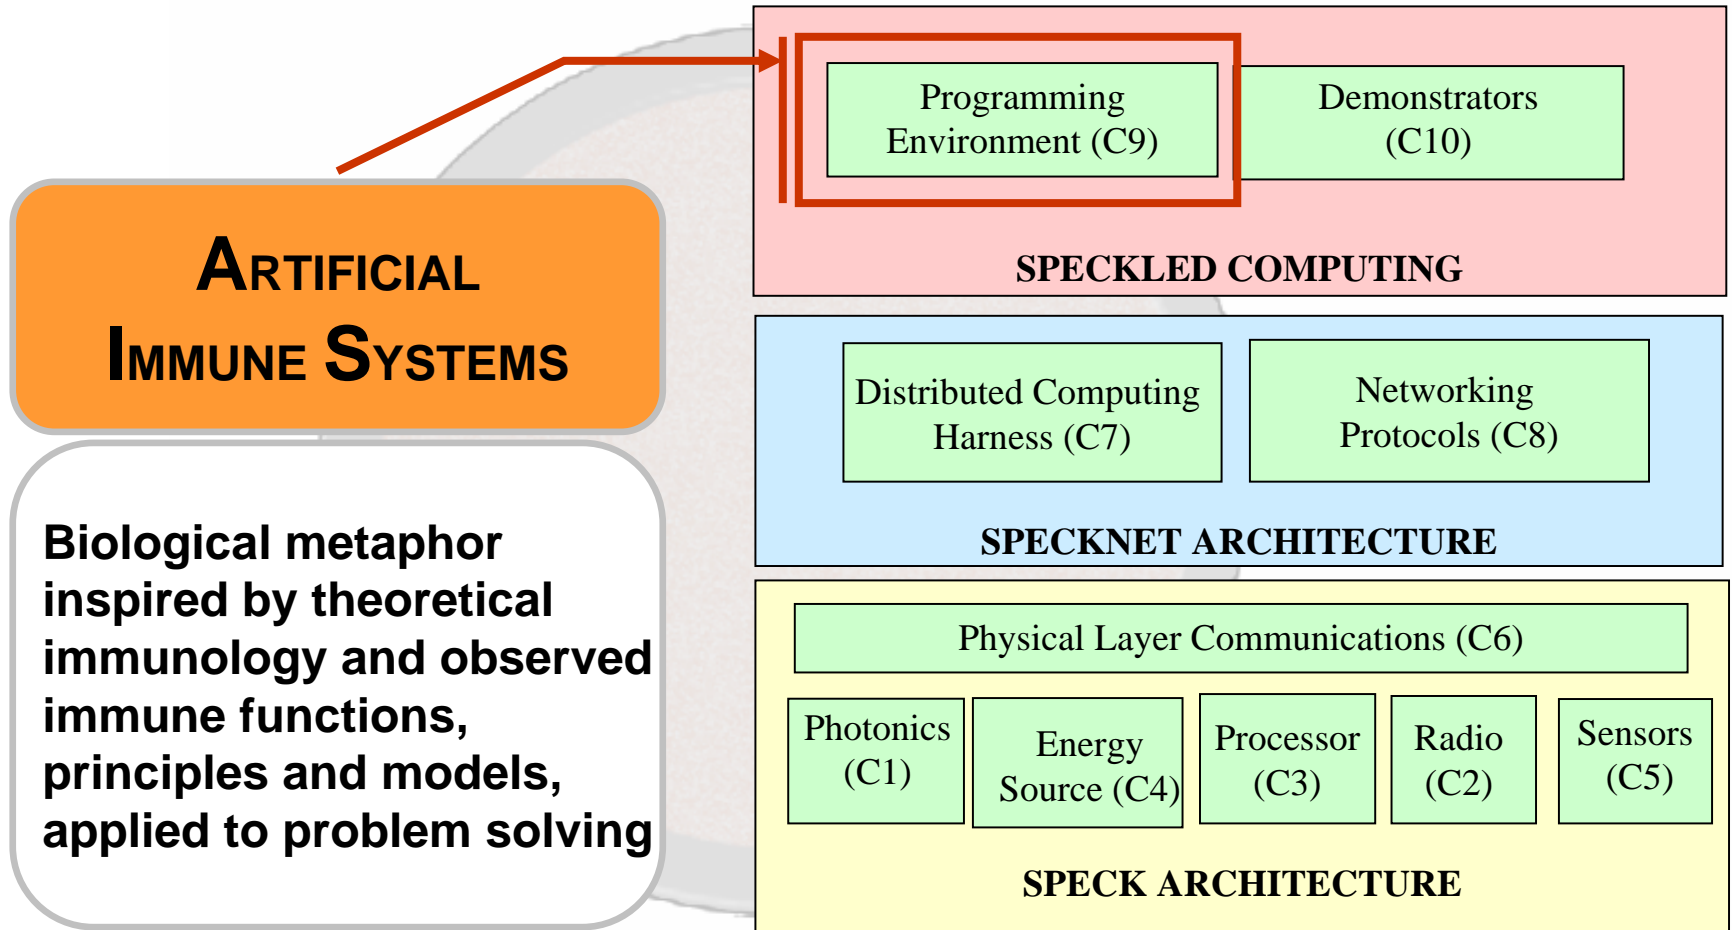 ARTIFICIAL
IMMUNE SYSTEMS
Biological metaphor
inspired by theoretical
immunology and observed
immune functions,
principles and models,
applied to problem solving
Programming
Environment (C9)
Demonstrators
(C10)
SPECKLED COMPUTING
Distributed Computing
Harness (C7)
Networking
Protocols (C8)
SPECKNET ARCHITECTURE
Physical Layer Communications (C6)
Photonics
(C1)
Energy
Source (C4)
Processor
(C3)
Radio
(C2)
Sensors
(C5)
SPECK ARCHITECTURE